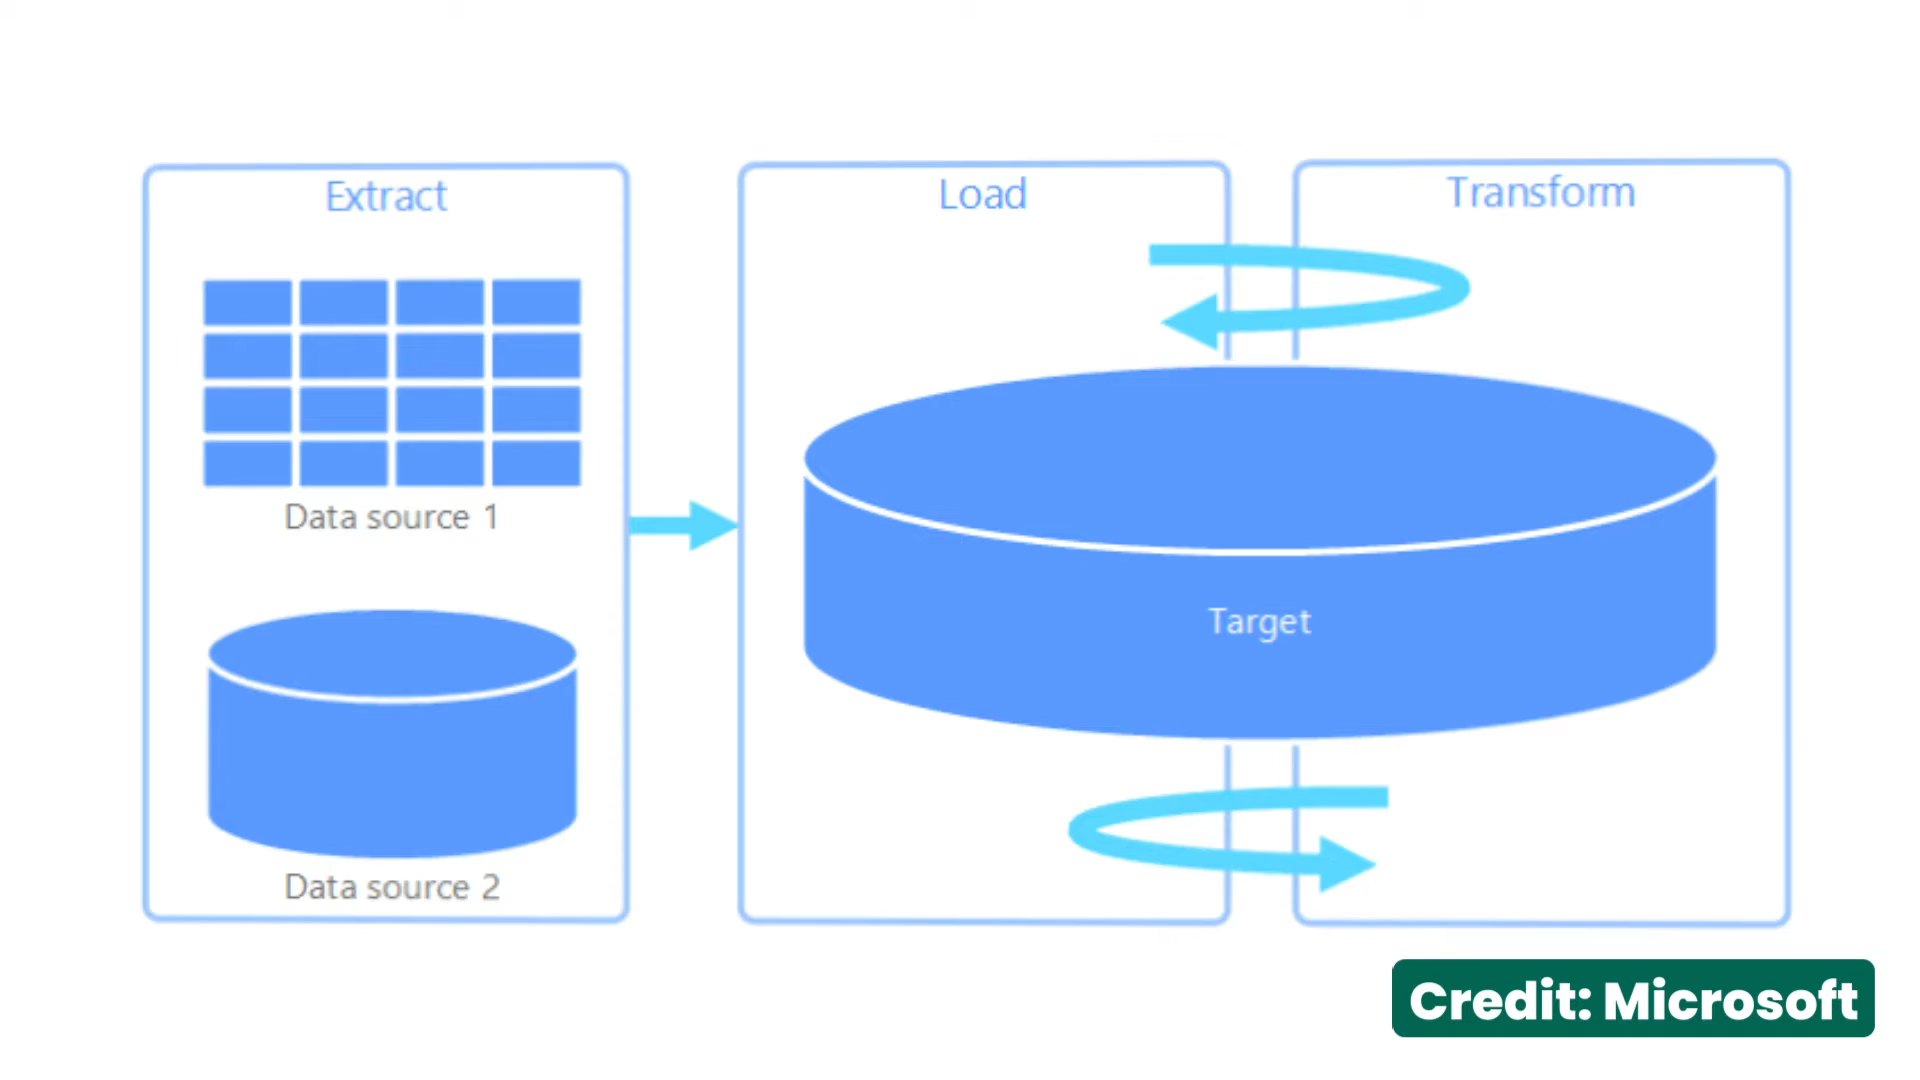 Extract
Data source 1
Data source 2
Load
Transform
Target
Credit: Microsoft